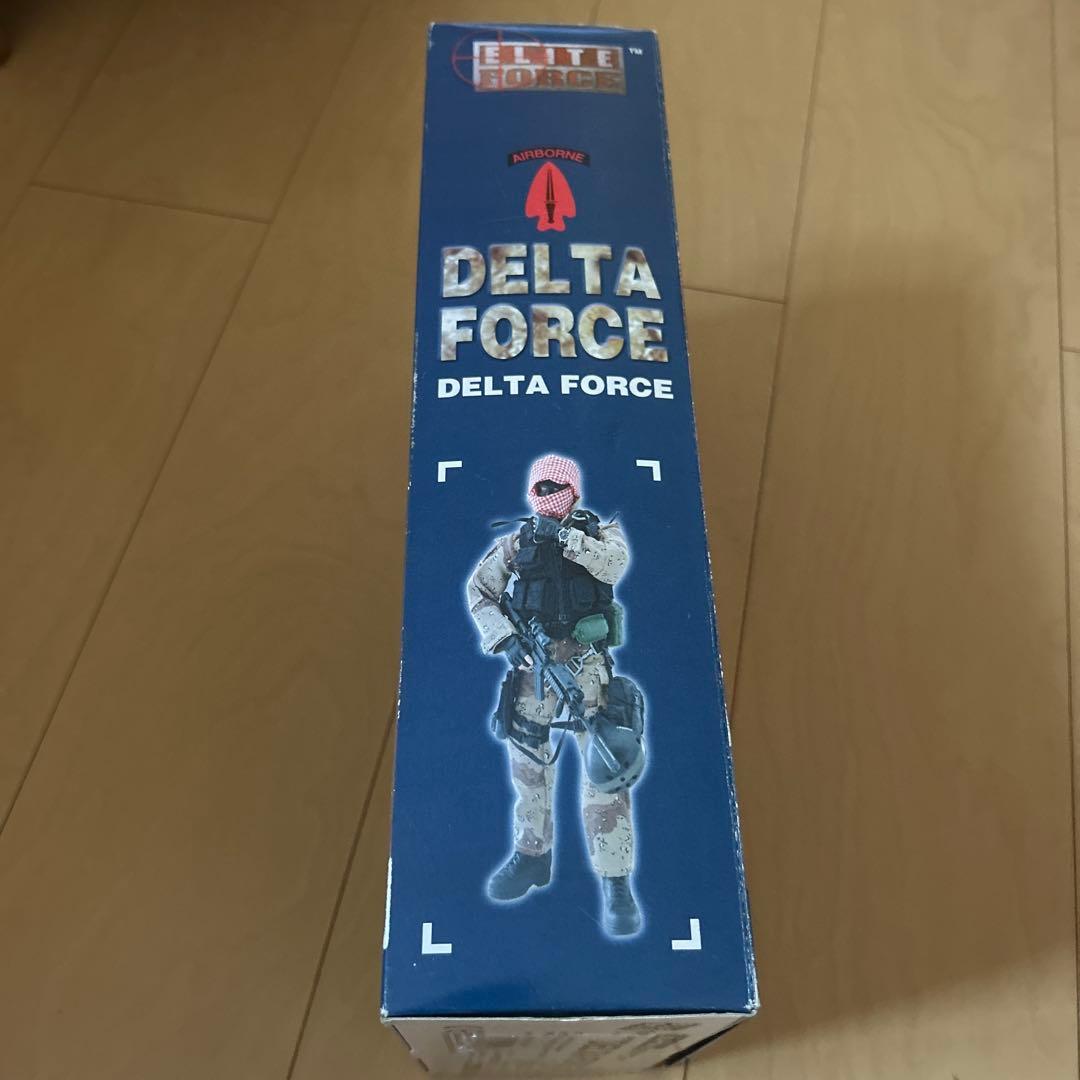 ELITE ™
FORCE
AIRBORNE
DELTA
FORCE
DELTA FORCE